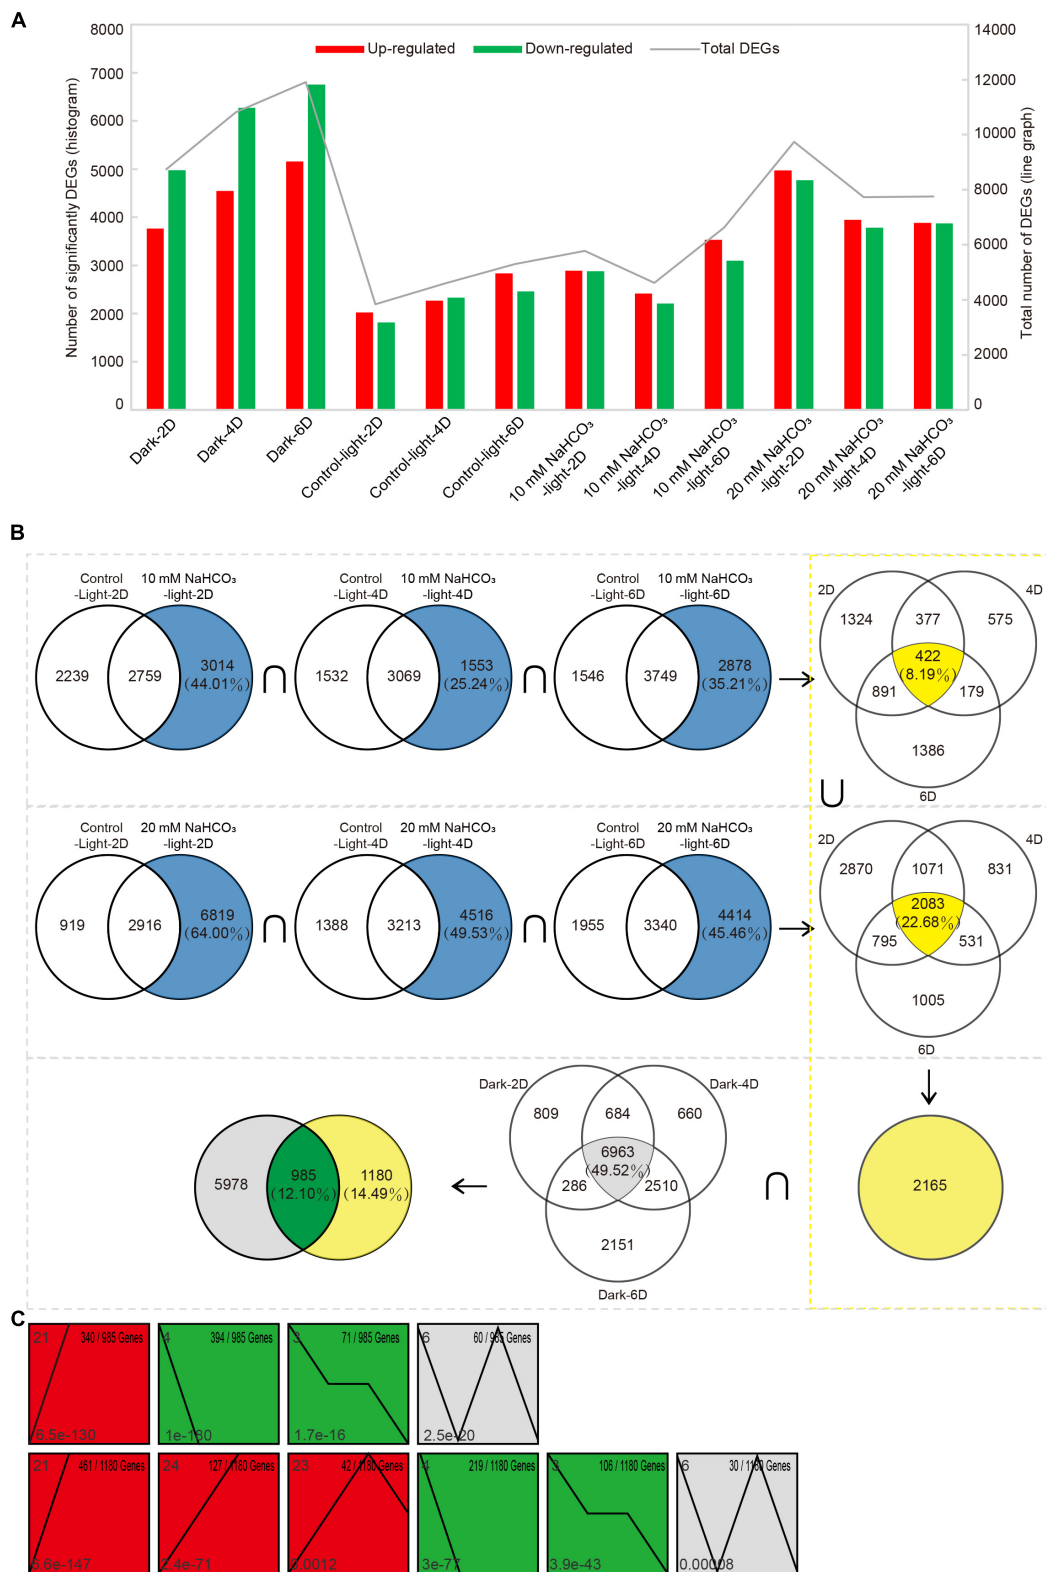 A
8000
7000
6000
5000
4000
3000
2000
1000
0
Number of significantly DEGs (histogram)
Up-regulated
Down-regulated
Total DEGs
14000
12000
10000
8000
6000
4000
2000
0
Total number of DEGs (line graph)
Dark-2D
Dark-4D
Dark-6D
Control-light-2D
Control-light-4D
Control-light-6D
10 mM NaHCO₃
-light-2D
10 mM NaHCO₃
-light-4D
10 mM NaHCO₃
-light-6D
20 mM NaHCO₃
-light-2D
20 mM NaHCO₃
-light-4D
20 mM NaHCO₃
-light-6D
B
Control
-Light-2D
10 mM NaHCO₃
-light-2D
2239
2759
3014
(44.01%)
∩
Control
-Light-4D
10 mM NaHCO₃
-light-4D
1532
3069
1553
(25.24%)
∩
Control
-Light-6D
10 mM NaHCO₃
-light-6D
1546
3749
2878
(35.21%)
2D
4D
1324
377
575
422
(8.19%)
891
179
1386
6D
∪
Control
-Light-2D
20 mM NaHCO₃
-light-2D
919
2916
6819
(64.00%)
∩
Control
-Light-4D
20 mM NaHCO₃
-light-4D
1388
3213
4516
(49.53%)
∩
Control
-Light-6D
20 mM NaHCO₃
-light-6D
1955
3340
4414
(45.46%)
2D
4D
2870
1071
831
2083
(22.68%)
795
531
1005
6D
5978
985
(12.10%)
1180
(14.49%)
Dark-2D
Dark-4D
809
684
660
6963
(49.52%)
286
2510
2151
Dark-6D
∩
2165
C
21
340 / 985 Genes
6.5e-130
4
394 / 985 Genes
1e-180
3
71 / 985 Genes
1.7e-16
6
60 / 985 Genes
2.5e-20
21
461 / 1180 Genes
6.6e-147
24
127 / 1180 Genes
2.4e-71
23
42 / 1180 Genes
0.0012
4
219 / 1180 Genes
3e-77
3
106 / 1180 Genes
3.9e-43
6
30 / 1180 Genes
0.00008